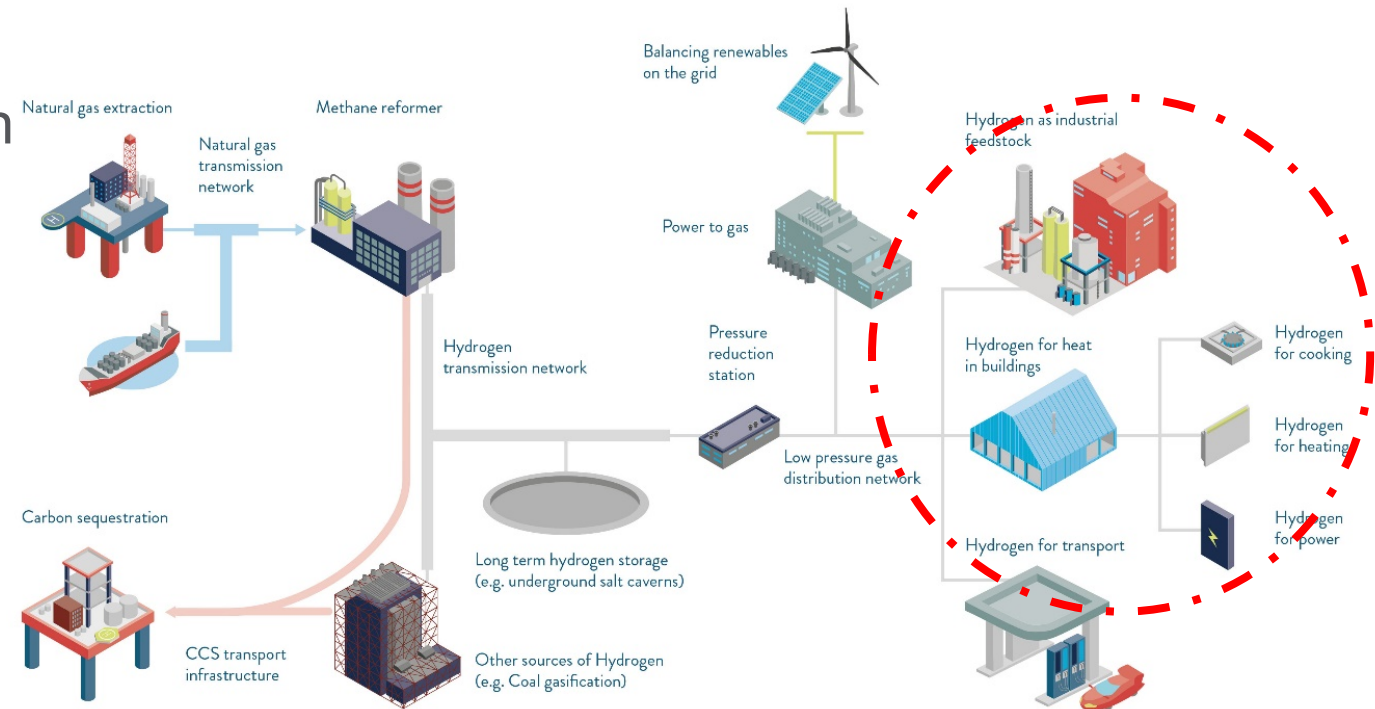 Natural gas extraction
Natural gas
transmission
network
Methane reformer
Balancing renewables
on the grid
Power to gas
Hydrogen as industrial
feedstock
Hydrogen
transmission network
Pressure
reduction
station
Hydrogen for heat
in buildings
Hydrogen
for cooking
Low pressure gas
distribution network
Hydrogen
for heating
Hydrogen
for power
Carbon sequestration
Long term hydrogen storage
(e.g. underground salt caverns)
Hydrogen for transport
CCS transport
infrastructure
Other sources of Hydrogen
(e.g. Coal gasification)
H